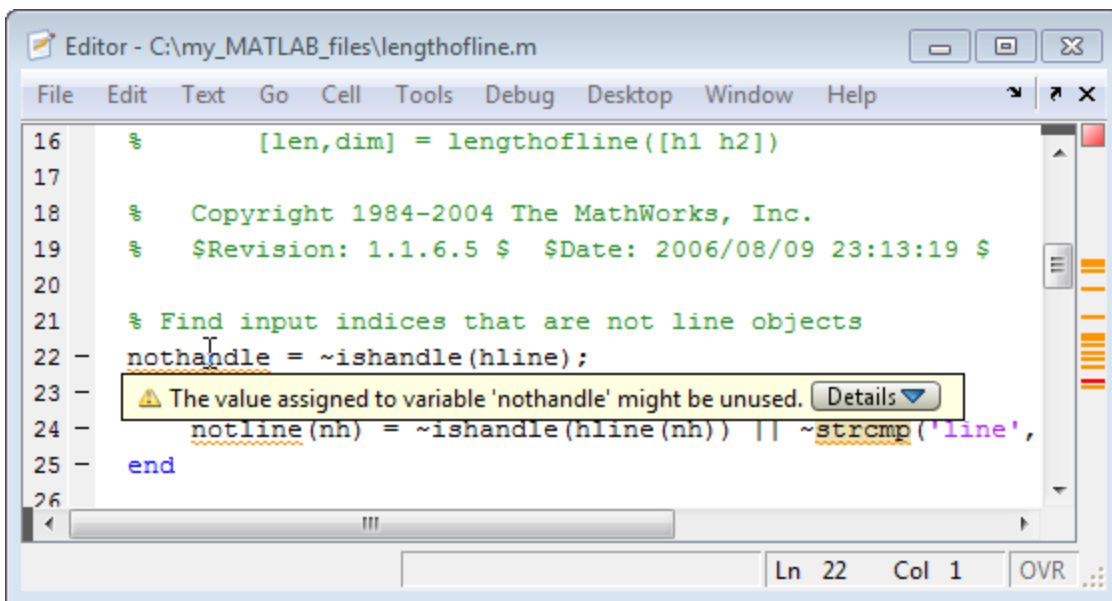 Editor - C:\my_MATLAB_files\lengthofline.m
File Edit Text Go Cell Tools Debug Desktop Window Help
16 % [len,dim] = lengthofline([h1 h2])
17
18 % Copyright 1984-2004 The MathWorks, Inc.
19 % $Revision: 1.1.6.5 $ $Date: 2006/08/09 23:13:19 $
20
21 % Find input indices that are not line objects
22 - nothandle = ~ishandle(hline);
23 - The value assigned to variable 'nothandle' might be unused. Details
24 - notline(nh) = ~ishandle(hline(nh)) || ~strcmp('line',
25 - end
26
Ln 22 Col 1 OVR